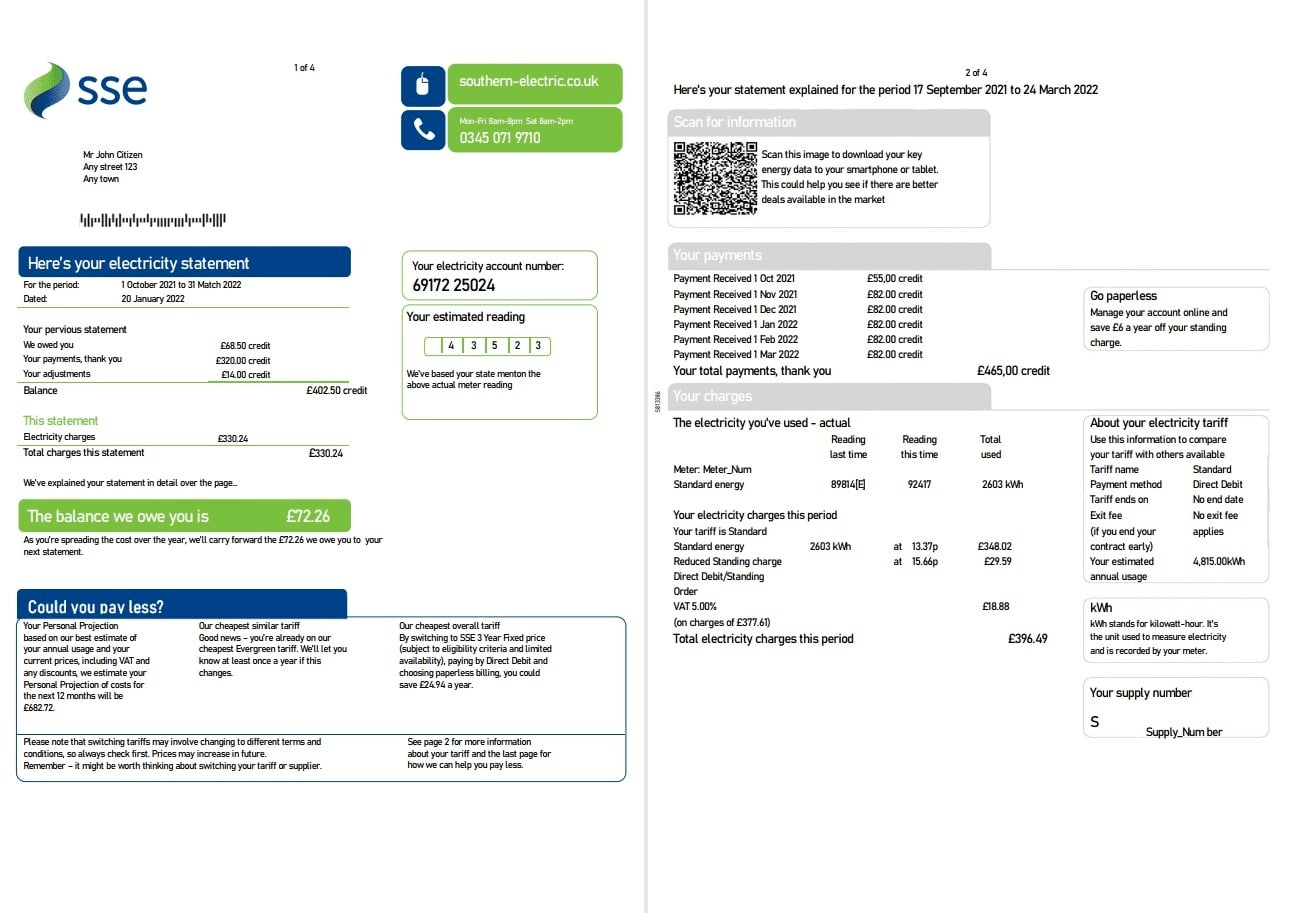 1 of 4
sse
southern-electric.co.uk
Mon-Fri 8am-8pm Sat 8am-2pm
0345 071 9710
Mr John Citizen
Any street 123
Any town
Here's your electricity statement
For the period: 1 October 2021 to 31 Match 2022
Dated: 20 January 2022
Your electricity account number:
69172 25024
Your estimated reading
4 3 5 2 3
We've based your state menton the
above actual meter reading
Your pervious statement
We owed you £68.50 credit
Your payments, thank you £320.00 credit
Your adjustments £14.00 credit
Balance £402.50 credit
This statement
Electricity charges £330.24
Total charges this statement £330.24
We've explained your statement in detail over the page...
The balance we owe you is £72.26
As you're spreading the cost over the year, we'll carry forward the £72.26 we owe you to your
next statement.
Could you pay less?
Your Personal Projection
based on our best estimate of
your annual usage and your
current prices, including VAT and
any discounts, we estimate your
Personal Projection of costs for
the next 12 months will be
£682.72.
Our cheapest similar tariff
Good news – you're already on our
cheapest Evergreen tariff. We'll let you
know at least once a year if this
changes.
Our cheapest overall tariff
By switching to SSE 3 Year Fixed price
(subject to eligibility criteria and limited
availability), paying by Direct Debit and
choosing paperless billing, you could
save £24.94 a year.
Please note that switching tariffs may involve changing to different terms and
conditions, so always check first. Prices may increase in future.
Remember – it might be worth thinking about switching your tariff or supplier.
See page 2 for more information
about your tariff and the last page for
how we can help you pay less.
2 of 4
Here's your statement explained for the period 17 September 2021 to 24 March 2022
Scan for information
Scan this image to download your key
energy data to your smartphone or tablet.
This could help you see if there are better
deals available in the market
Your payments
Payment Received 1 Oct 2021 £55,00 credit
Payment Received 1 Nov 2021 £82.00 credit
Payment Received 1 Dec 2021 £82.00 credit
Payment Received 1 Jan 2022 £82.00 credit
Payment Received 1 Feb 2022 £82.00 credit
Payment Received 1 Mar 2022 £82.00 credit
Your total payments, thank you £465,00 credit
Go paperless
Manage your account online and
save £6 a year off your standing
charge.
5813386
Your charges
The electricity you've used – actual
Reading Reading Total
last time this time used
Meter: Meter_Num
Standard energy 89814[E] 92417 2603 kWh
Your electricity charges this period
Your tariff is Standard
Standard energy 2603 kWh at 13.37p £348.02
Reduced Standing charge at 15.66p £29.59
Direct Debit/Standing
Order
VAT 5.00% £18.88
(on charges of £377.61)
Total electricity charges this period £396.49
About your electricity tariff
Use this information to compare
your tariff with others available
Tariff name Standard
Payment method Direct Debit
Tariff ends on No end date
Exit fee No exit fee
(if you end your applies
contract early)
Your estimated 4,815.00kWh
annual usage
kWh
kWh stands for kilowatt-hour. It's
the unit used to measure electricity
and is recorded by your meter.
Your supply number
S
Supply_Num ber